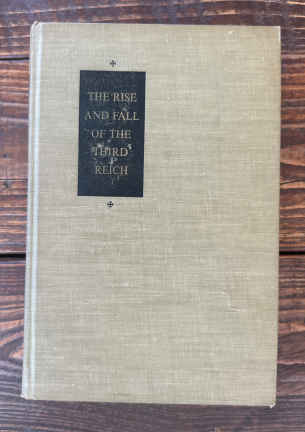 THE RISE
AND FALL
OF THE
THIRD
REICH